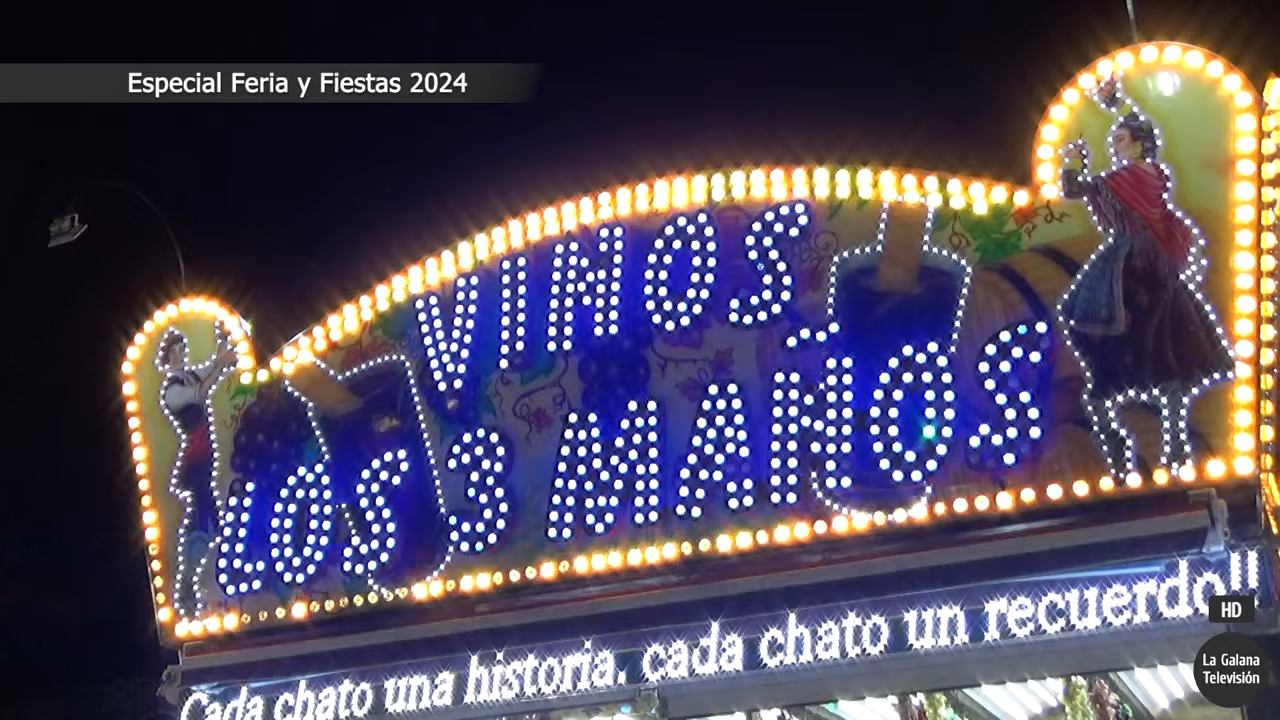 Especial Feria y Fiestas 2024
VINOS
LOS 3 MAÑOS
Cada chato una historia, cada chato un recuerdo!!
HD
La Galana
Televisión